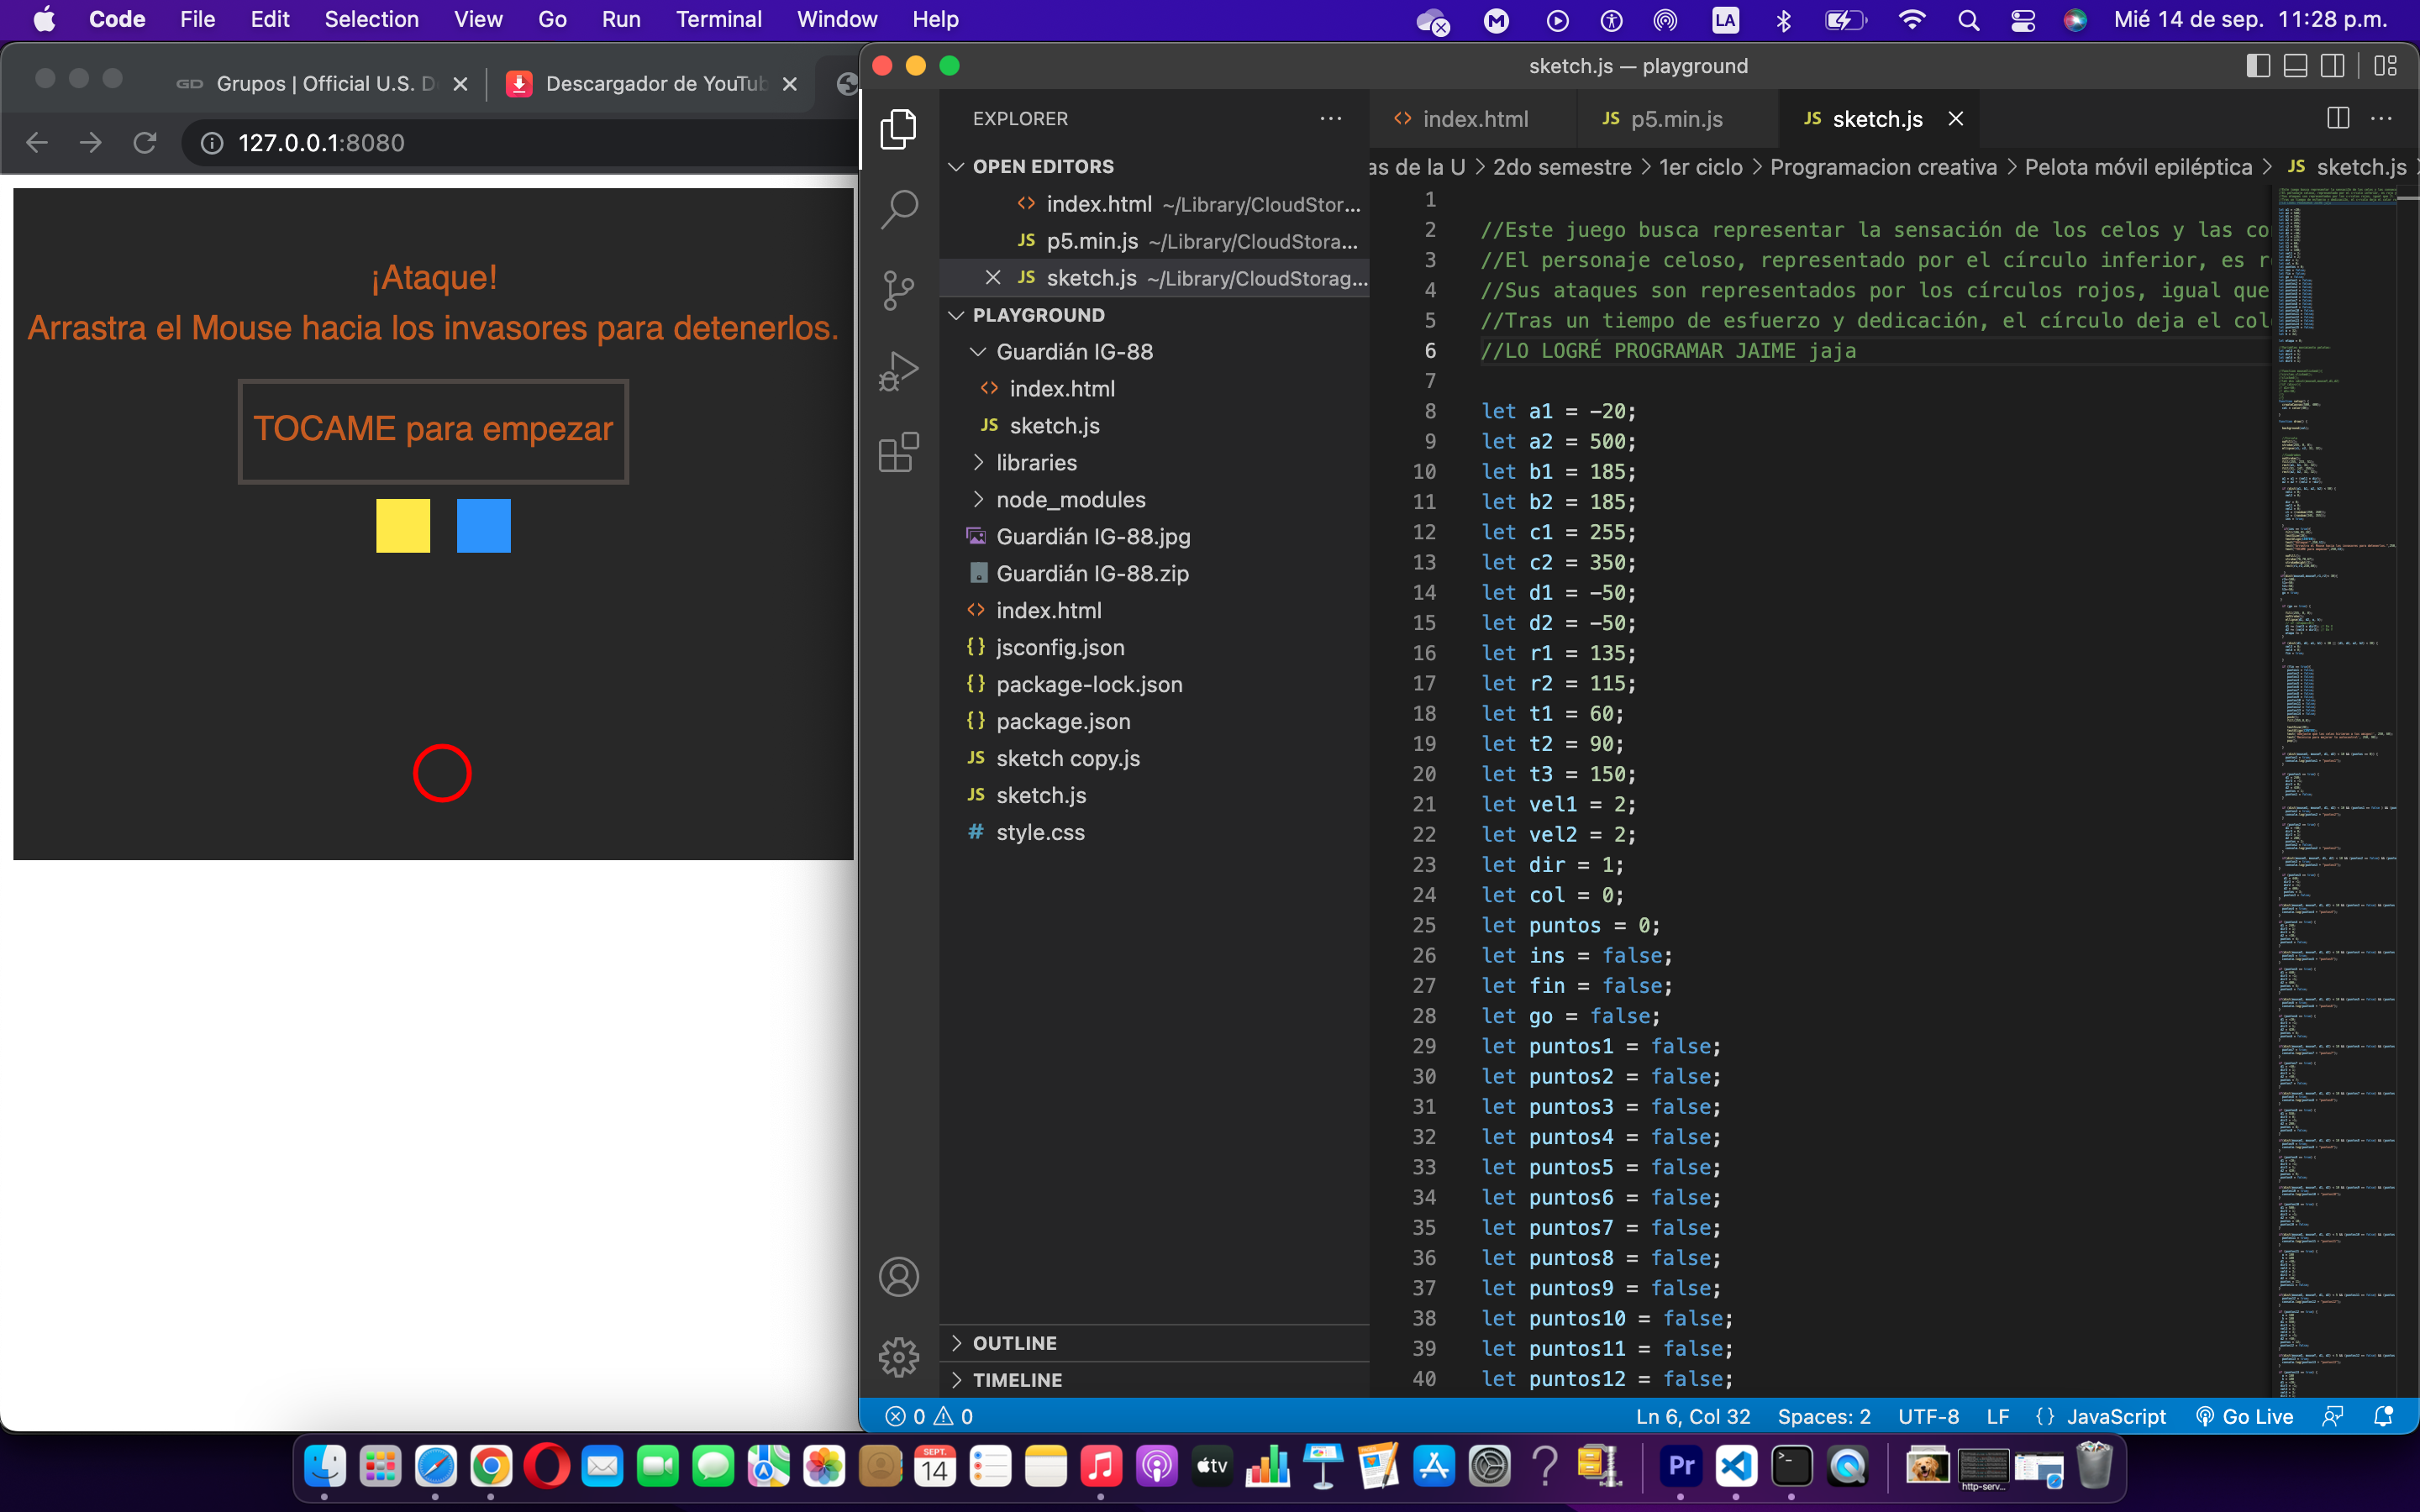 Code File Edit Selection View Go Run Terminal Window Help LA Mié 14 de sep. 11:28 p.m.
Grupos | Official U.S. D
Descargador de YouTub
127.0.0.1:8080
¡Ataque!
Arrastra el Mouse hacia los invasores para detenerlos.
TOCAME para empezar
sketch.js — playground
EXPLORER
OPEN EDITORS
index.html ~/Library/CloudStor...
JS p5.min.js ~/Library/CloudStora...
JS sketch.js ~/Library/CloudStorag...
PLAYGROUND
Guardián IG-88
index.html
JS sketch.js
libraries
node_modules
Guardián IG-88.jpg
Guardián IG-88.zip
index.html
{} jsconfig.json
{} package-lock.json
{} package.json
JS sketch copy.js
JS sketch.js
# style.css
OUTLINE
TIMELINE
index.html JS p5.min.js JS sketch.js
as de la U > 2do semestre > 1er ciclo > Programacion creativa > Pelota móvil epiléptica > JS sketch.js
1
2 //Este juego busca representar la sensación de los celos y las co
3 //El personaje celoso, representado por el círculo inferior, es r
4 //Sus ataques son representados por los círculos rojos, igual que
5 //Tras un tiempo de esfuerzo y dedicación, el círculo deja el col
6 //LO LOGRÉ PROGRAMAR JAIME jaja
7
8 let a1 = -20;
9 let a2 = 500;
10 let b1 = 185;
11 let b2 = 185;
12 let c1 = 255;
13 let c2 = 350;
14 let d1 = -50;
15 let d2 = -50;
16 let r1 = 135;
17 let r2 = 115;
18 let t1 = 60;
19 let t2 = 90;
20 let t3 = 150;
21 let vel1 = 2;
22 let vel2 = 2;
23 let dir = 1;
24 let col = 0;
25 let puntos = 0;
26 let ins = false;
27 let fin = false;
28 let go = false;
29 let puntos1 = false;
30 let puntos2 = false;
31 let puntos3 = false;
32 let puntos4 = false;
33 let puntos5 = false;
34 let puntos6 = false;
35 let puntos7 = false;
36 let puntos8 = false;
37 let puntos9 = false;
38 let puntos10 = false;
39 let puntos11 = false;
40 let puntos12 = false;
0 0 Ln 6, Col 32 Spaces: 2 UTF-8 LF {} JavaScript Go Live
SEPT.
14
tv
Pr
http-serv...